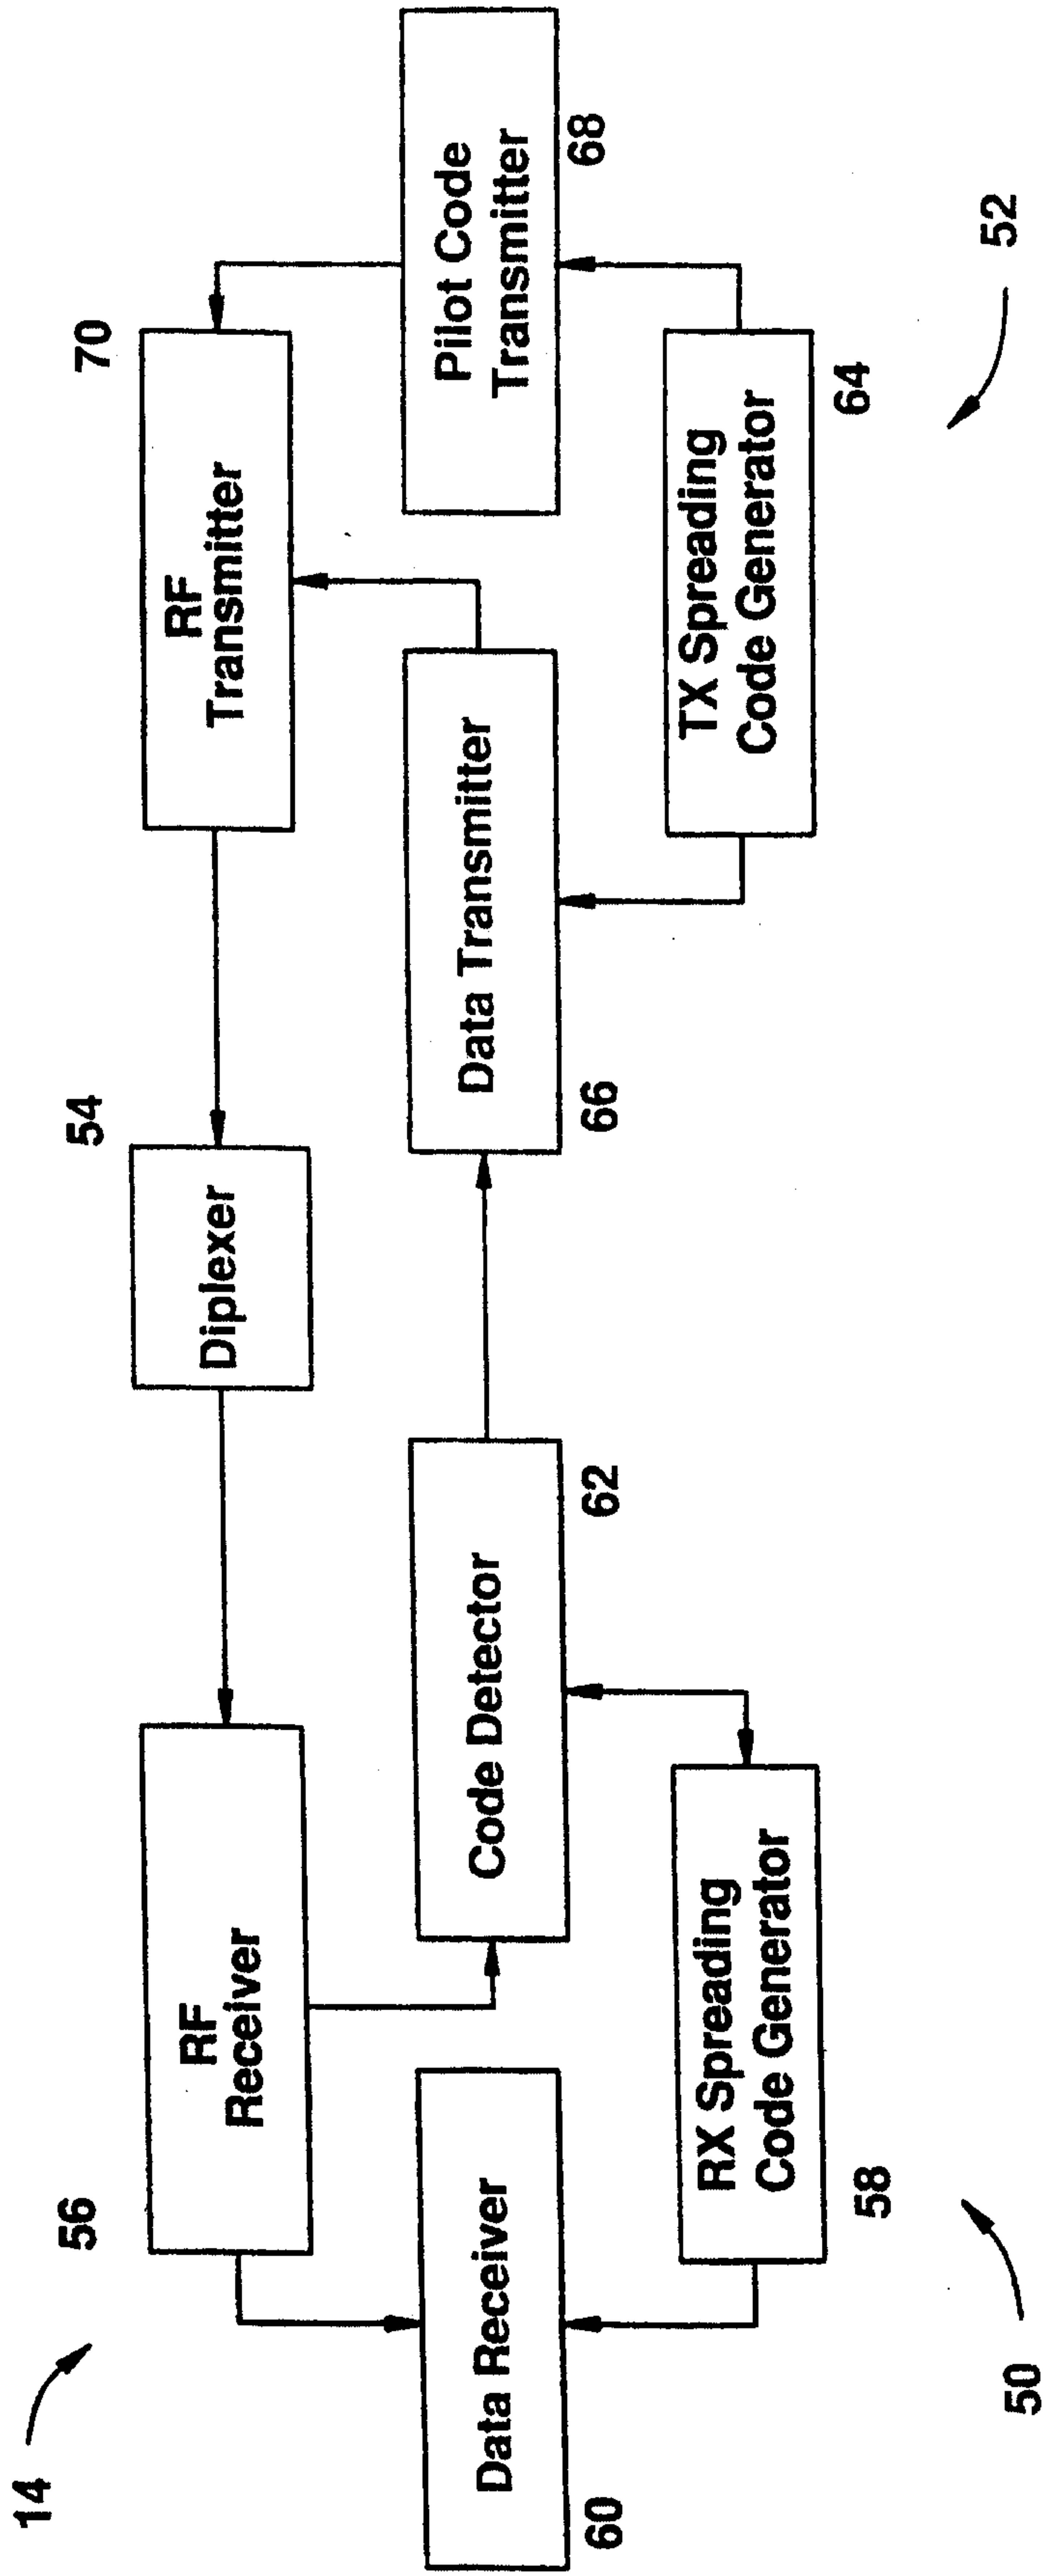 14
56
54
70
RF
Receiver
Diplexer
RF
Transmitter
60
Data Receiver
Code Detector
62
66
Data Transmitter
Pilot Code
Transmitter
68
RX Spreading
Code Generator
58
TX Spreading
Code Generator
64
50
52